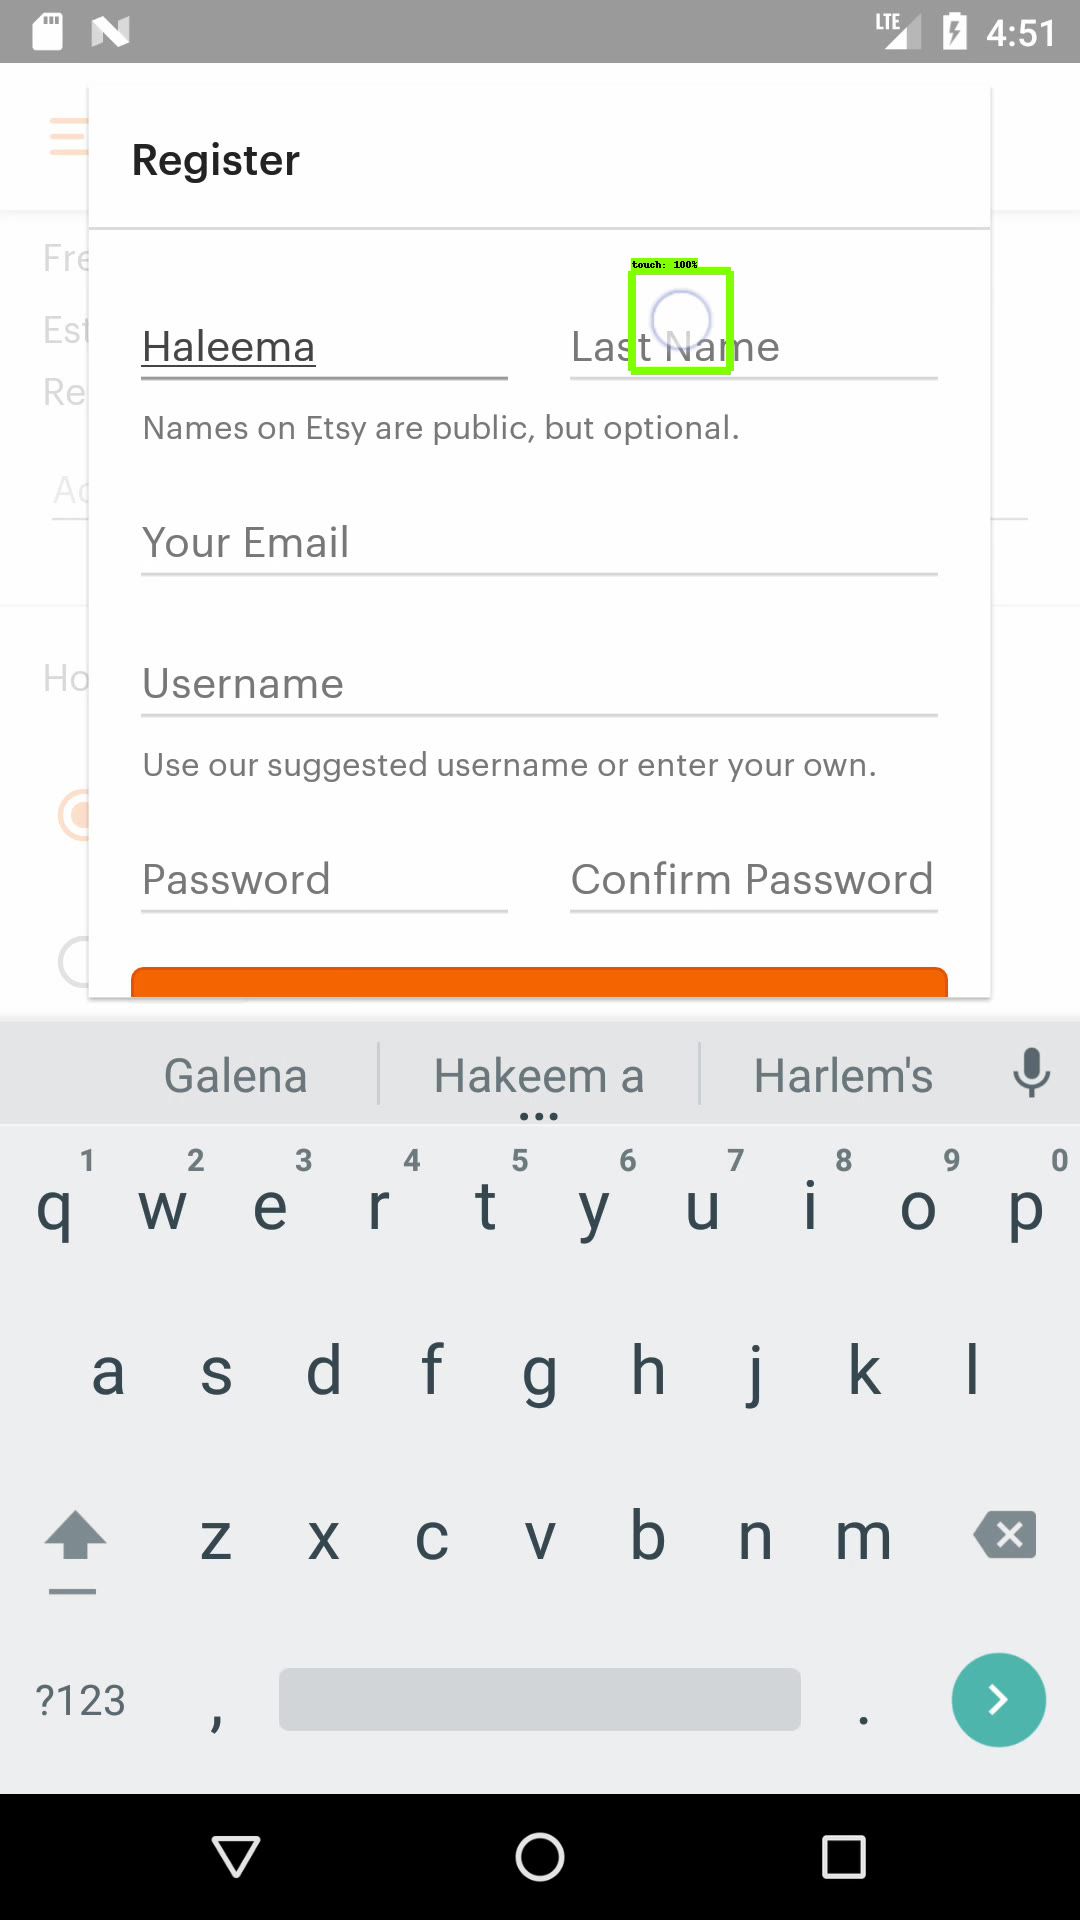 LTE 4:51
Register
touch: 100%
Fre
Est
Re
Haleema Last Name
Names on Etsy are public, but optional.
Ad
Your Email
Ho
Username
Use our suggested username or enter your own.
Password Confirm Password
Galena Hakeem a Harlem's
1 2 3 4 5 6 7 8 9 0
q w e r t y u i o p
a s d f g h j k l
z x c v b n m
?123 , .